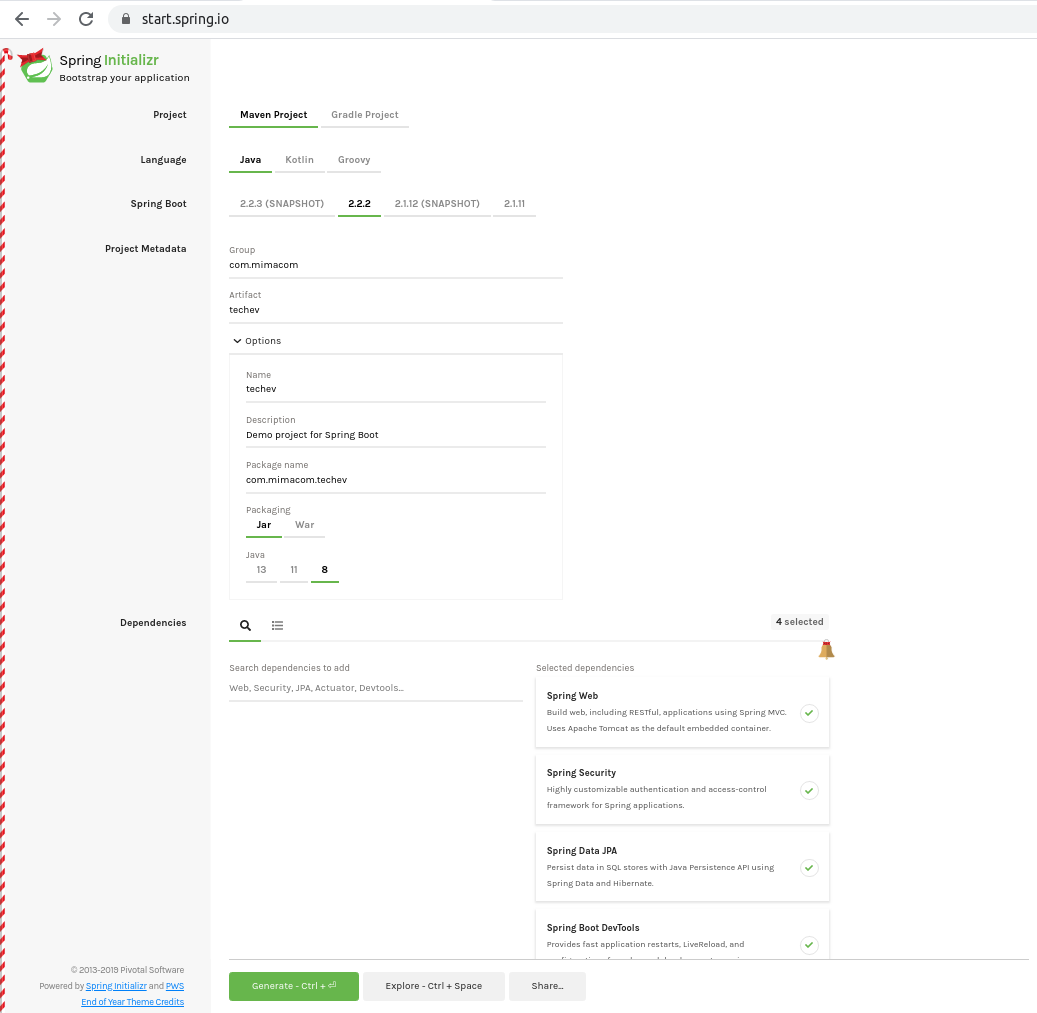 start.spring.io
Spring Initializr
Bootstrap your application
Project
Maven Project Gradle Project
Language
Java Kotlin Groovy
Spring Boot
2.2.3 (SNAPSHOT) 2.2.2 2.1.12 (SNAPSHOT) 2.1.11
Project Metadata
Group
com.mimacom
Artifact
techev
Options
Name
techev
Description
Demo project for Spring Boot
Package name
com.mimacom.techev
Packaging
Jar War
Java
13 11 8
Dependencies
4 selected
Search dependencies to add
Web, Security, JPA, Actuator, Devtools...
Selected dependencies
Spring Web
Build web, including RESTful, applications using Spring MVC.
Uses Apache Tomcat as the default embedded container.
Spring Security
Highly customizable authentication and access-control
framework for Spring applications.
Spring Data JPA
Persist data in SQL stores with Java Persistence API using
Spring Data and Hibernate.
Spring Boot DevTools
Provides fast application restarts, LiveReload, and
© 2013-2019 Pivotal Software
Powered by Spring Initializr and PWS
End of Year Theme Credits
Generate - Ctrl + ⏎ Explore - Ctrl + Space Share...